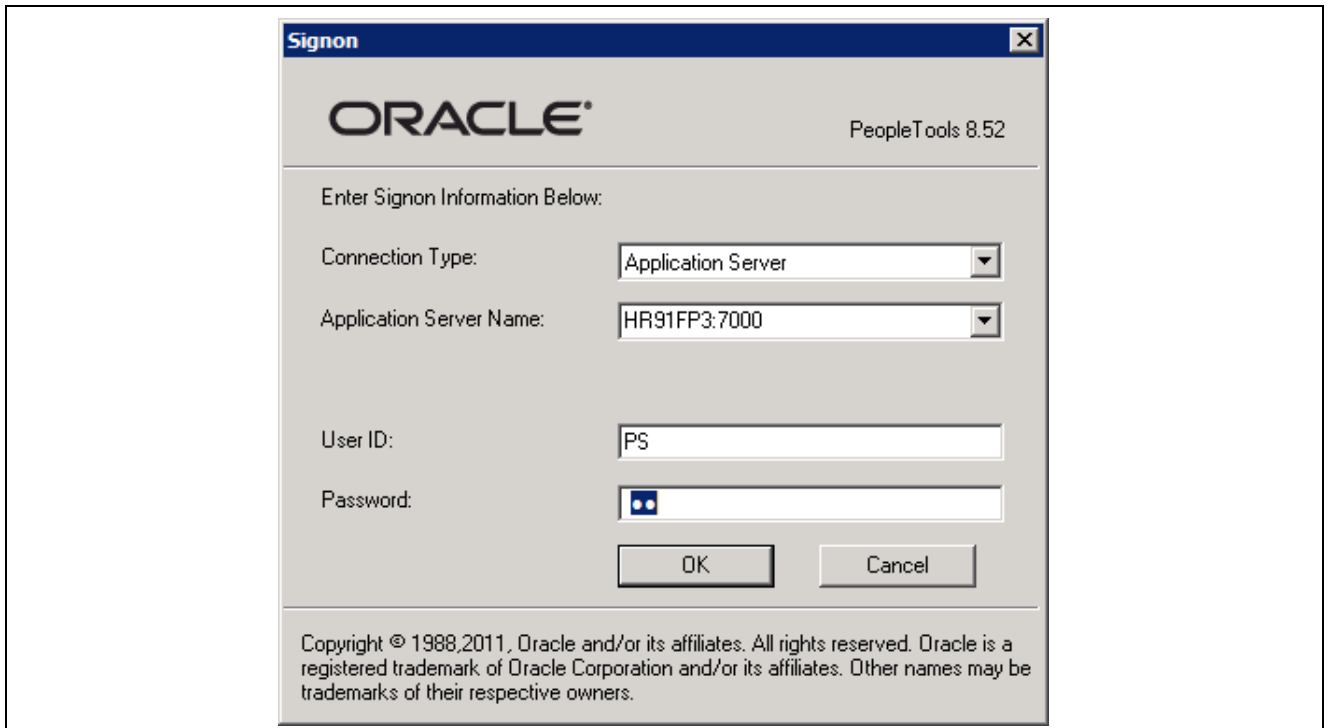 Signon
ORACLE®
PeopleTools 8.52
Enter Signon Information Below:
Connection Type:
Application Server
Application Server Name:
HR91FP3:7000
User ID:
PS
Password:
••
OK
Cancel
Copyright © 1988,2011, Oracle and/or its affiliates. All rights reserved. Oracle is a
registered trademark of Oracle Corporation and/or its affiliates. Other names may be
trademarks of their respective owners.